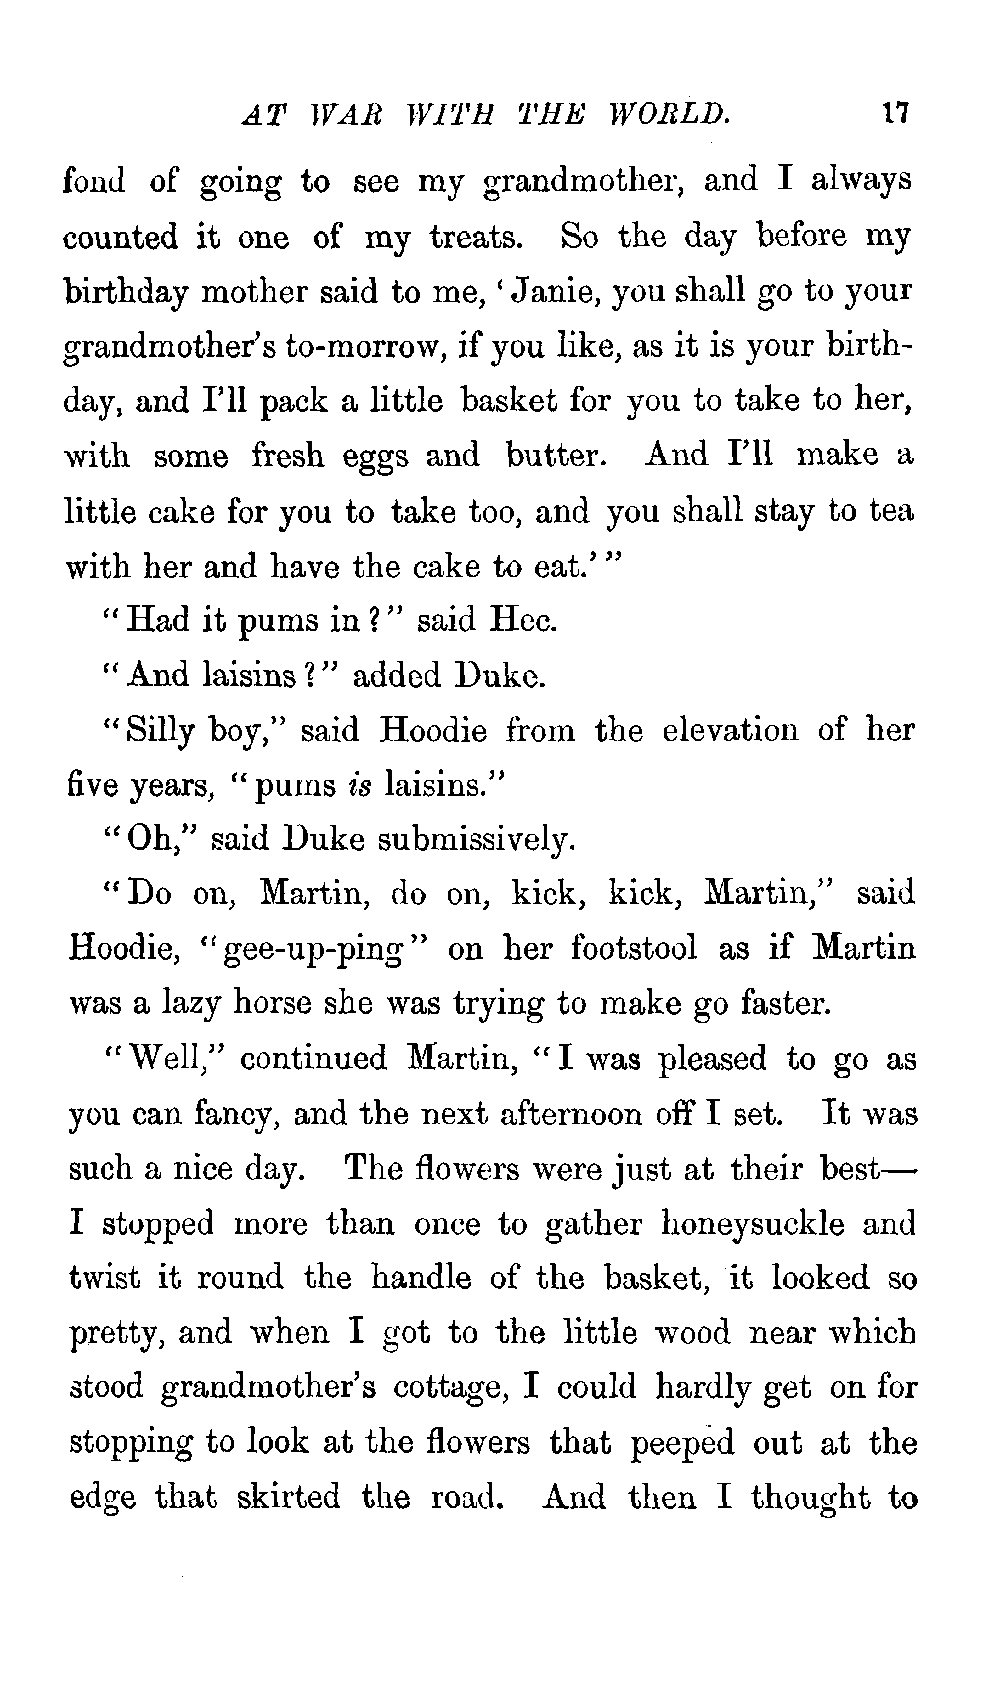 AT WAR WITH THE WORLD. 17
fond of going to see my grandmother, and I always
counted it one of my treats. So the day before my
birthday mother said to me, ‘Janie, you shall go to your
grandmother’s to-morrow, if you like, as it is your birth-
day, and I’ll pack a little basket for you to take to her,
with some fresh eggs and butter. And I’ll make a
little cake for you to take too, and you shall stay to tea
with her and have the cake to eat.’”
“Had it pums in?” said Hec.
“And laisins?” added Duke.
“Silly boy,” said Hoodie from the elevation of her
five years, “pums is laisins.”
“Oh,” said Duke submissively.
“Do on, Martin, do on, kick, kick, Martin,” said
Hoodie, “gee-up-ping” on her footstool as if Martin
was a lazy horse she was trying to make go faster.
“Well,” continued Martin, “I was pleased to go as
you can fancy, and the next afternoon off I set. It was
such a nice day. The flowers were just at their best—
I stopped more than once to gather honeysuckle and
twist it round the handle of the basket, it looked so
pretty, and when I got to the little wood near which
stood grandmother’s cottage, I could hardly get on for
stopping to look at the flowers that peeped out at the
edge that skirted the road. And then I thought to